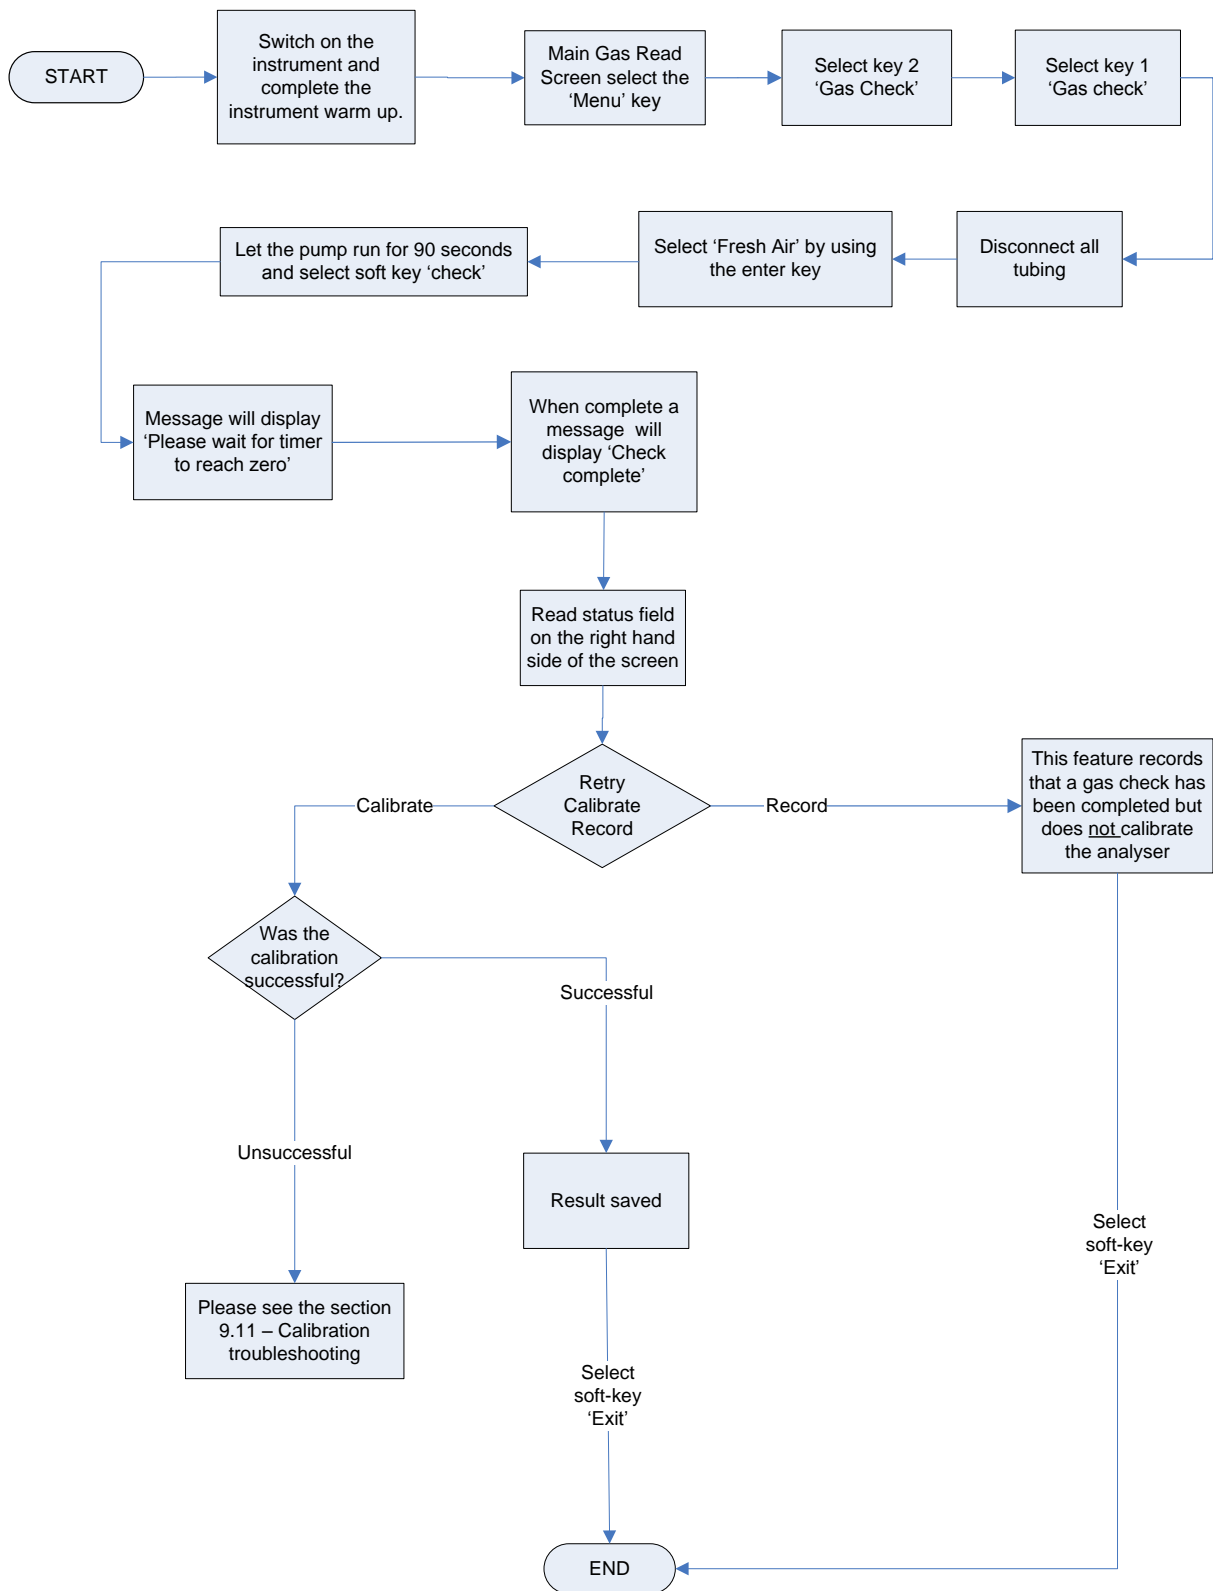 START
Switch on the
instrument and
complete the
instrument warm up.
Main Gas Read
Screen select the
‘Menu’ key
Select key 2
‘Gas Check’
Select key 1
‘Gas check’
Disconnect all
tubing
Select ‘Fresh Air’ by using
the enter key
Let the pump run for 90 seconds
and select soft key ‘check’
Message will display
‘Please wait for timer
to reach zero’
When complete a
message will
display ‘Check
complete’
Read status field
on the right hand
side of the screen
Retry
Calibrate
Record
Calibrate
Record
This feature records
that a gas check has
been completed but
does not calibrate
the analyser
Was the
calibration
successful?
Successful
Unsuccessful
Result saved
Please see the section
9.11 – Calibration
troubleshooting
Select
soft-key
‘Exit’
Select
soft-key
‘Exit’
END